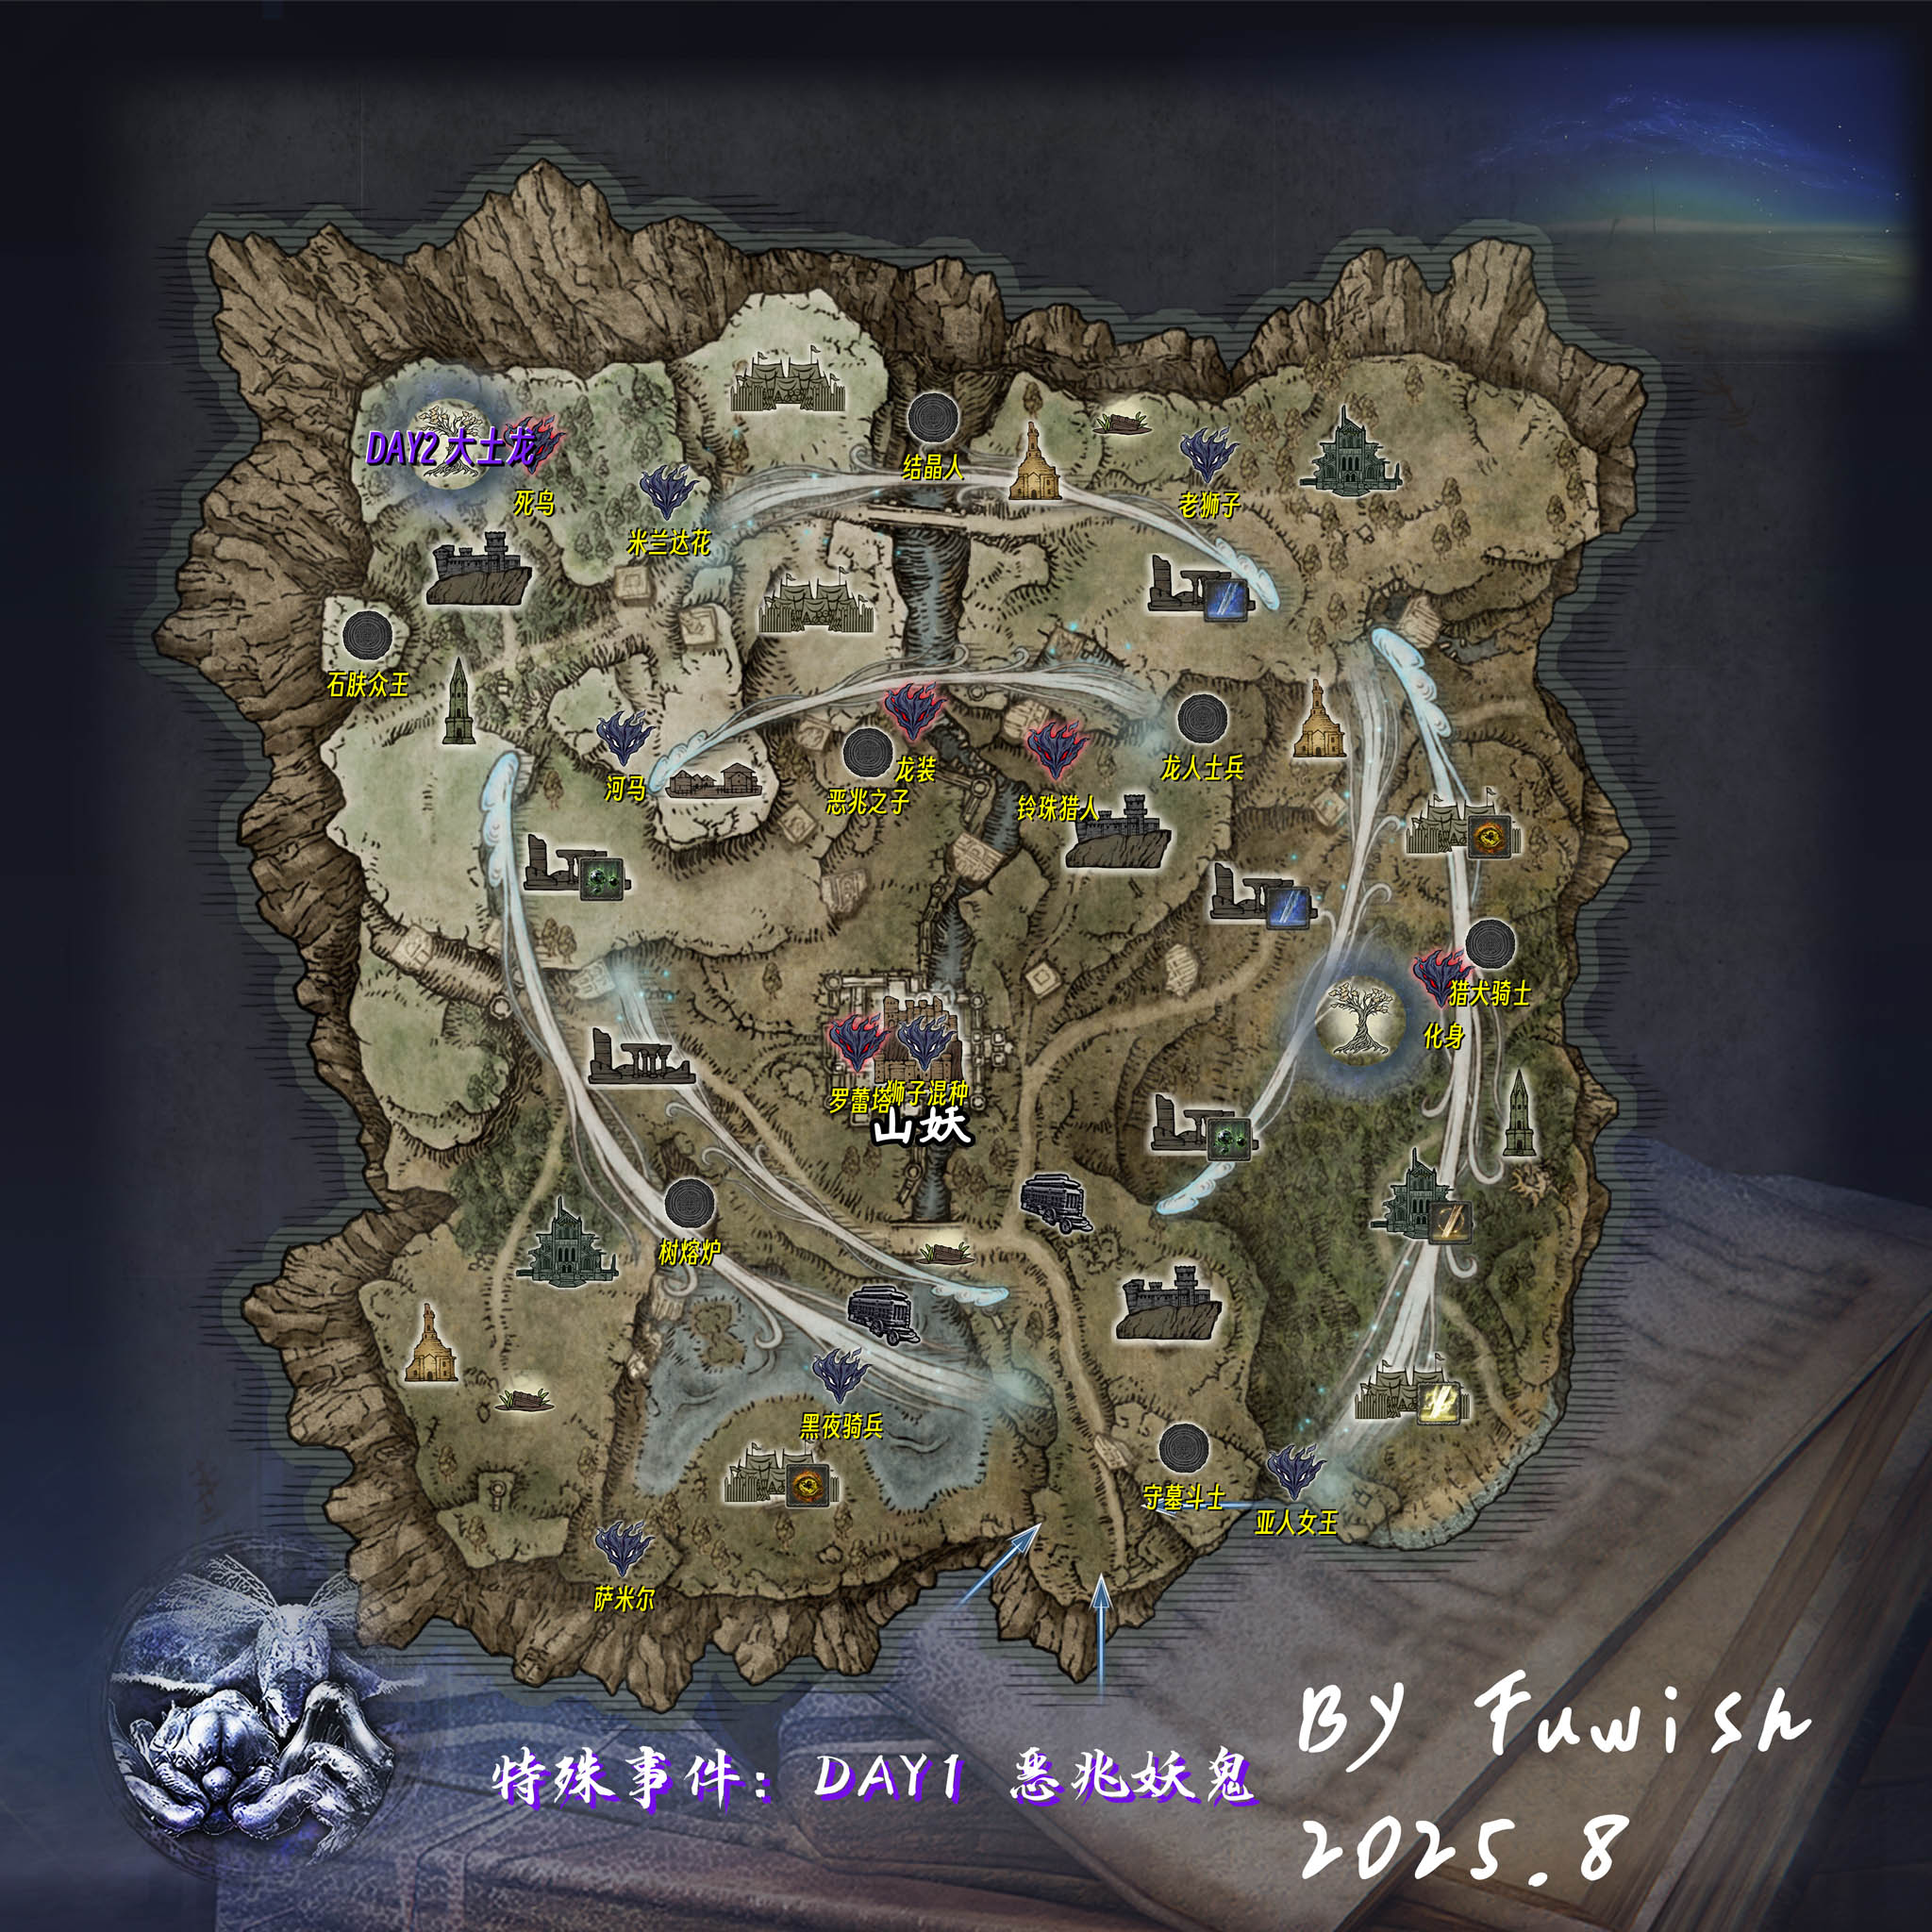 DAY2 大土龙
死鸟
米兰达花
结晶人
老狮子
石肤众王
河马
龙装
恶兆之子
铃珠猎人
龙人士兵
猎犬骑士
化身
罗蕾塔
狮子混种
山妖
树熔炉
黑夜骑兵
守墓斗士
亚人女王
萨米尔
特殊事件：DAY1 恶兆妖鬼
BY Fuwish
2025.8